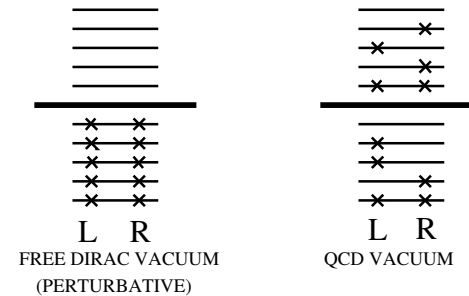 L R
L R
FREE DIRAC VACUUM
(PERTURBATIVE)
QCD VACUUM